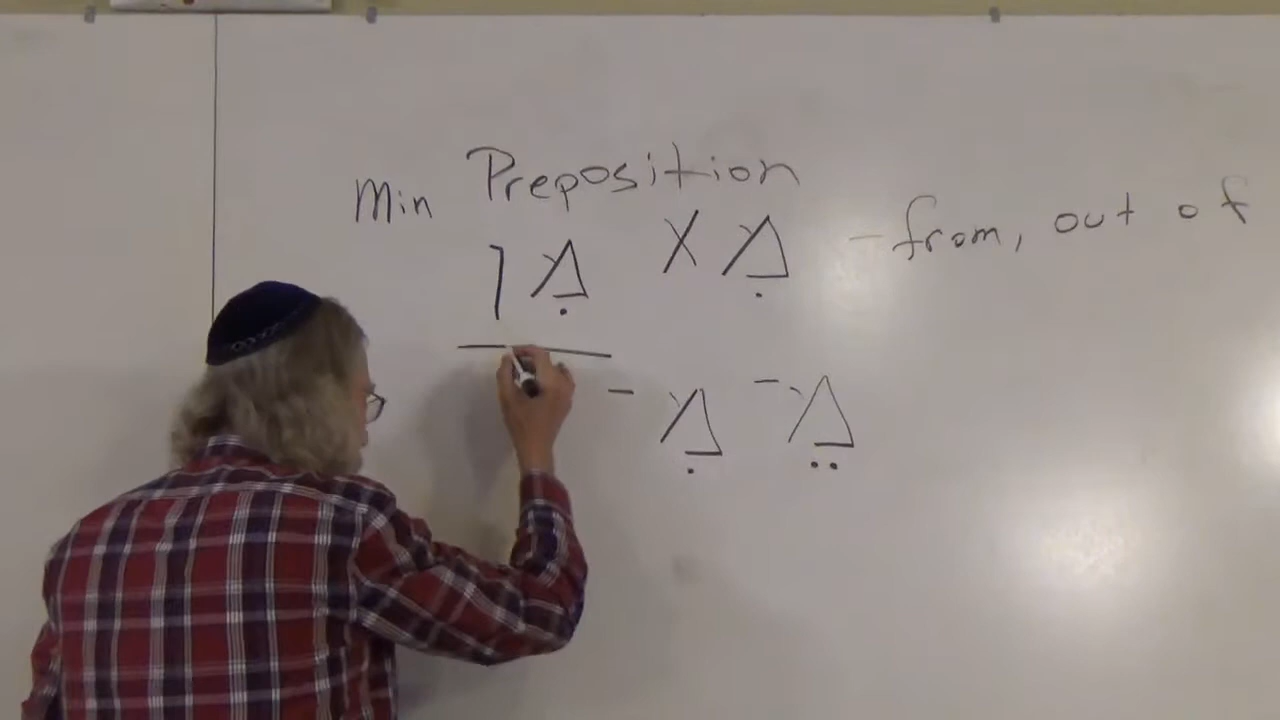 Min Preposition
מִן מִX - from, out of
מֵ־ מִ־